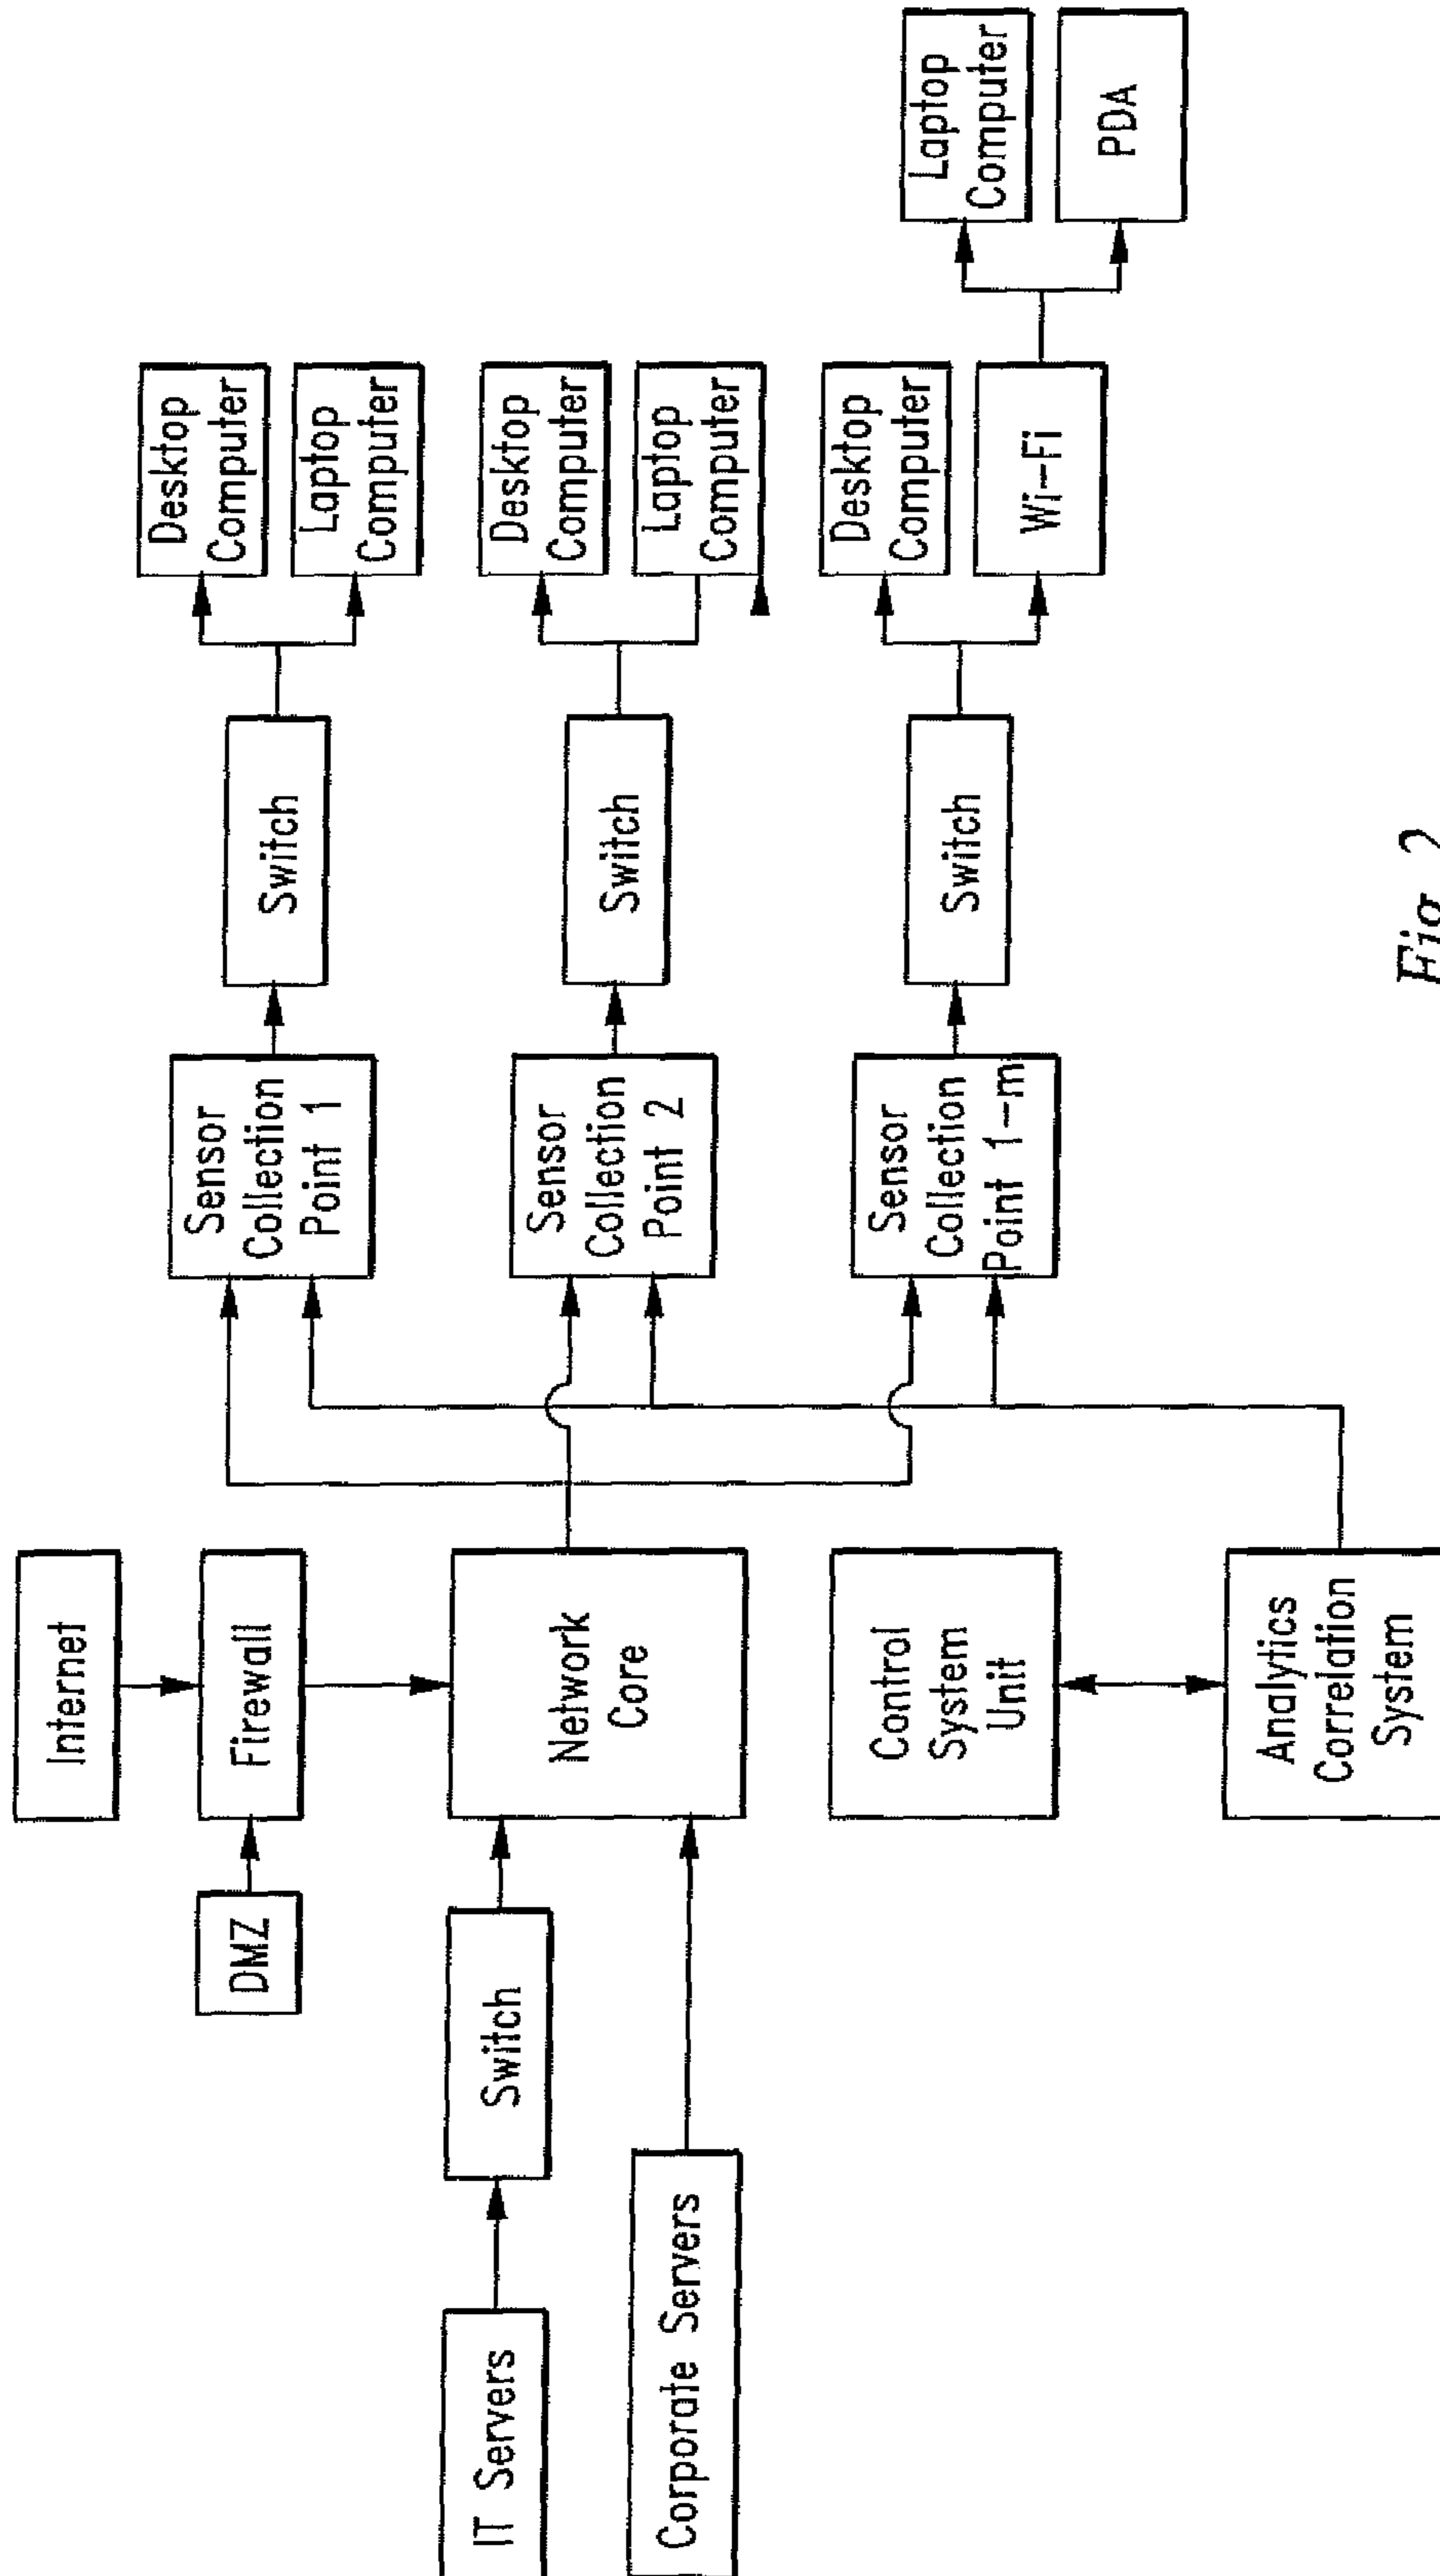 Internet
DMZ
Firewall
IT Servers
Switch
Network
Core
Corporate Servers
Control
System
Unit
Analytics
Correlation
System
Sensor
Collection
Point 1
Switch
Desktop
Computer
Laptop
Computer
Sensor
Collection
Point 2
Switch
Desktop
Computer
Laptop
Computer
Sensor
Collection
Point 1-m
Switch
Desktop
Computer
Wi-Fi
Laptop
Computer
PDA
Fig. 2